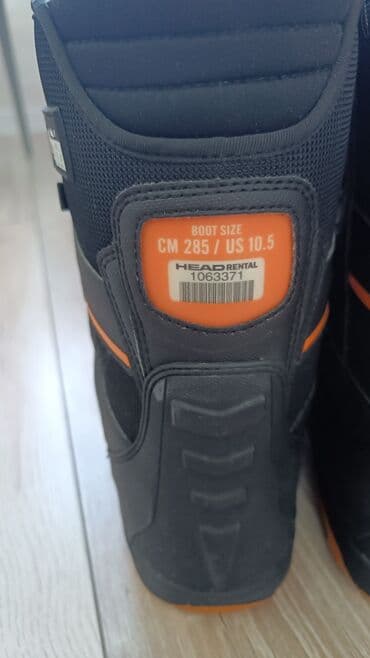 BOOT SIZE
CM 285 / US 10.5
HEAD RENTAL
1063371